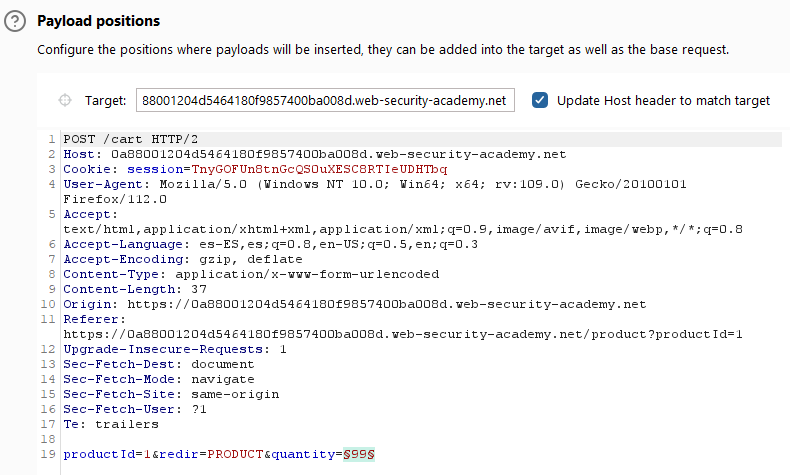 ?
Payload positions
Configure the positions where payloads will be inserted, they can be added into the target as well as the base request.
Target: 88001204d5464180f9857400ba008d.web-security-academy.net Update Host header to match target
1 POST /cart HTTP/2
2 Host: 0a88001204d5464180f9857400ba008d.web-security-academy.net
3 Cookie: session=TnyGOFUn8tnGcQSOuXESC8RTIeUDHTbq
4 User-Agent: Mozilla/5.0 (Windows NT 10.0; Win64; x64; rv:109.0) Gecko/20100101
Firefox/112.0
5 Accept:
text/html,application/xhtml+xml,application/xml;q=0.9,image/avif,image/webp,*/*;q=0.8
6 Accept-Language: es-ES,es;q=0.8,en-US;q=0.5,en;q=0.3
7 Accept-Encoding: gzip, deflate
8 Content-Type: application/x-www-form-urlencoded
9 Content-Length: 37
10 Origin: https://0a88001204d5464180f9857400ba008d.web-security-academy.net
11 Referer:
https://0a88001204d5464180f9857400ba008d.web-security-academy.net/product?productId=1
12 Upgrade-Insecure-Requests: 1
13 Sec-Fetch-Dest: document
14 Sec-Fetch-Mode: navigate
15 Sec-Fetch-Site: same-origin
16 Sec-Fetch-User: ?1
17 Te: trailers
18
19 productId=1&redir=PRODUCT&quantity=§99§